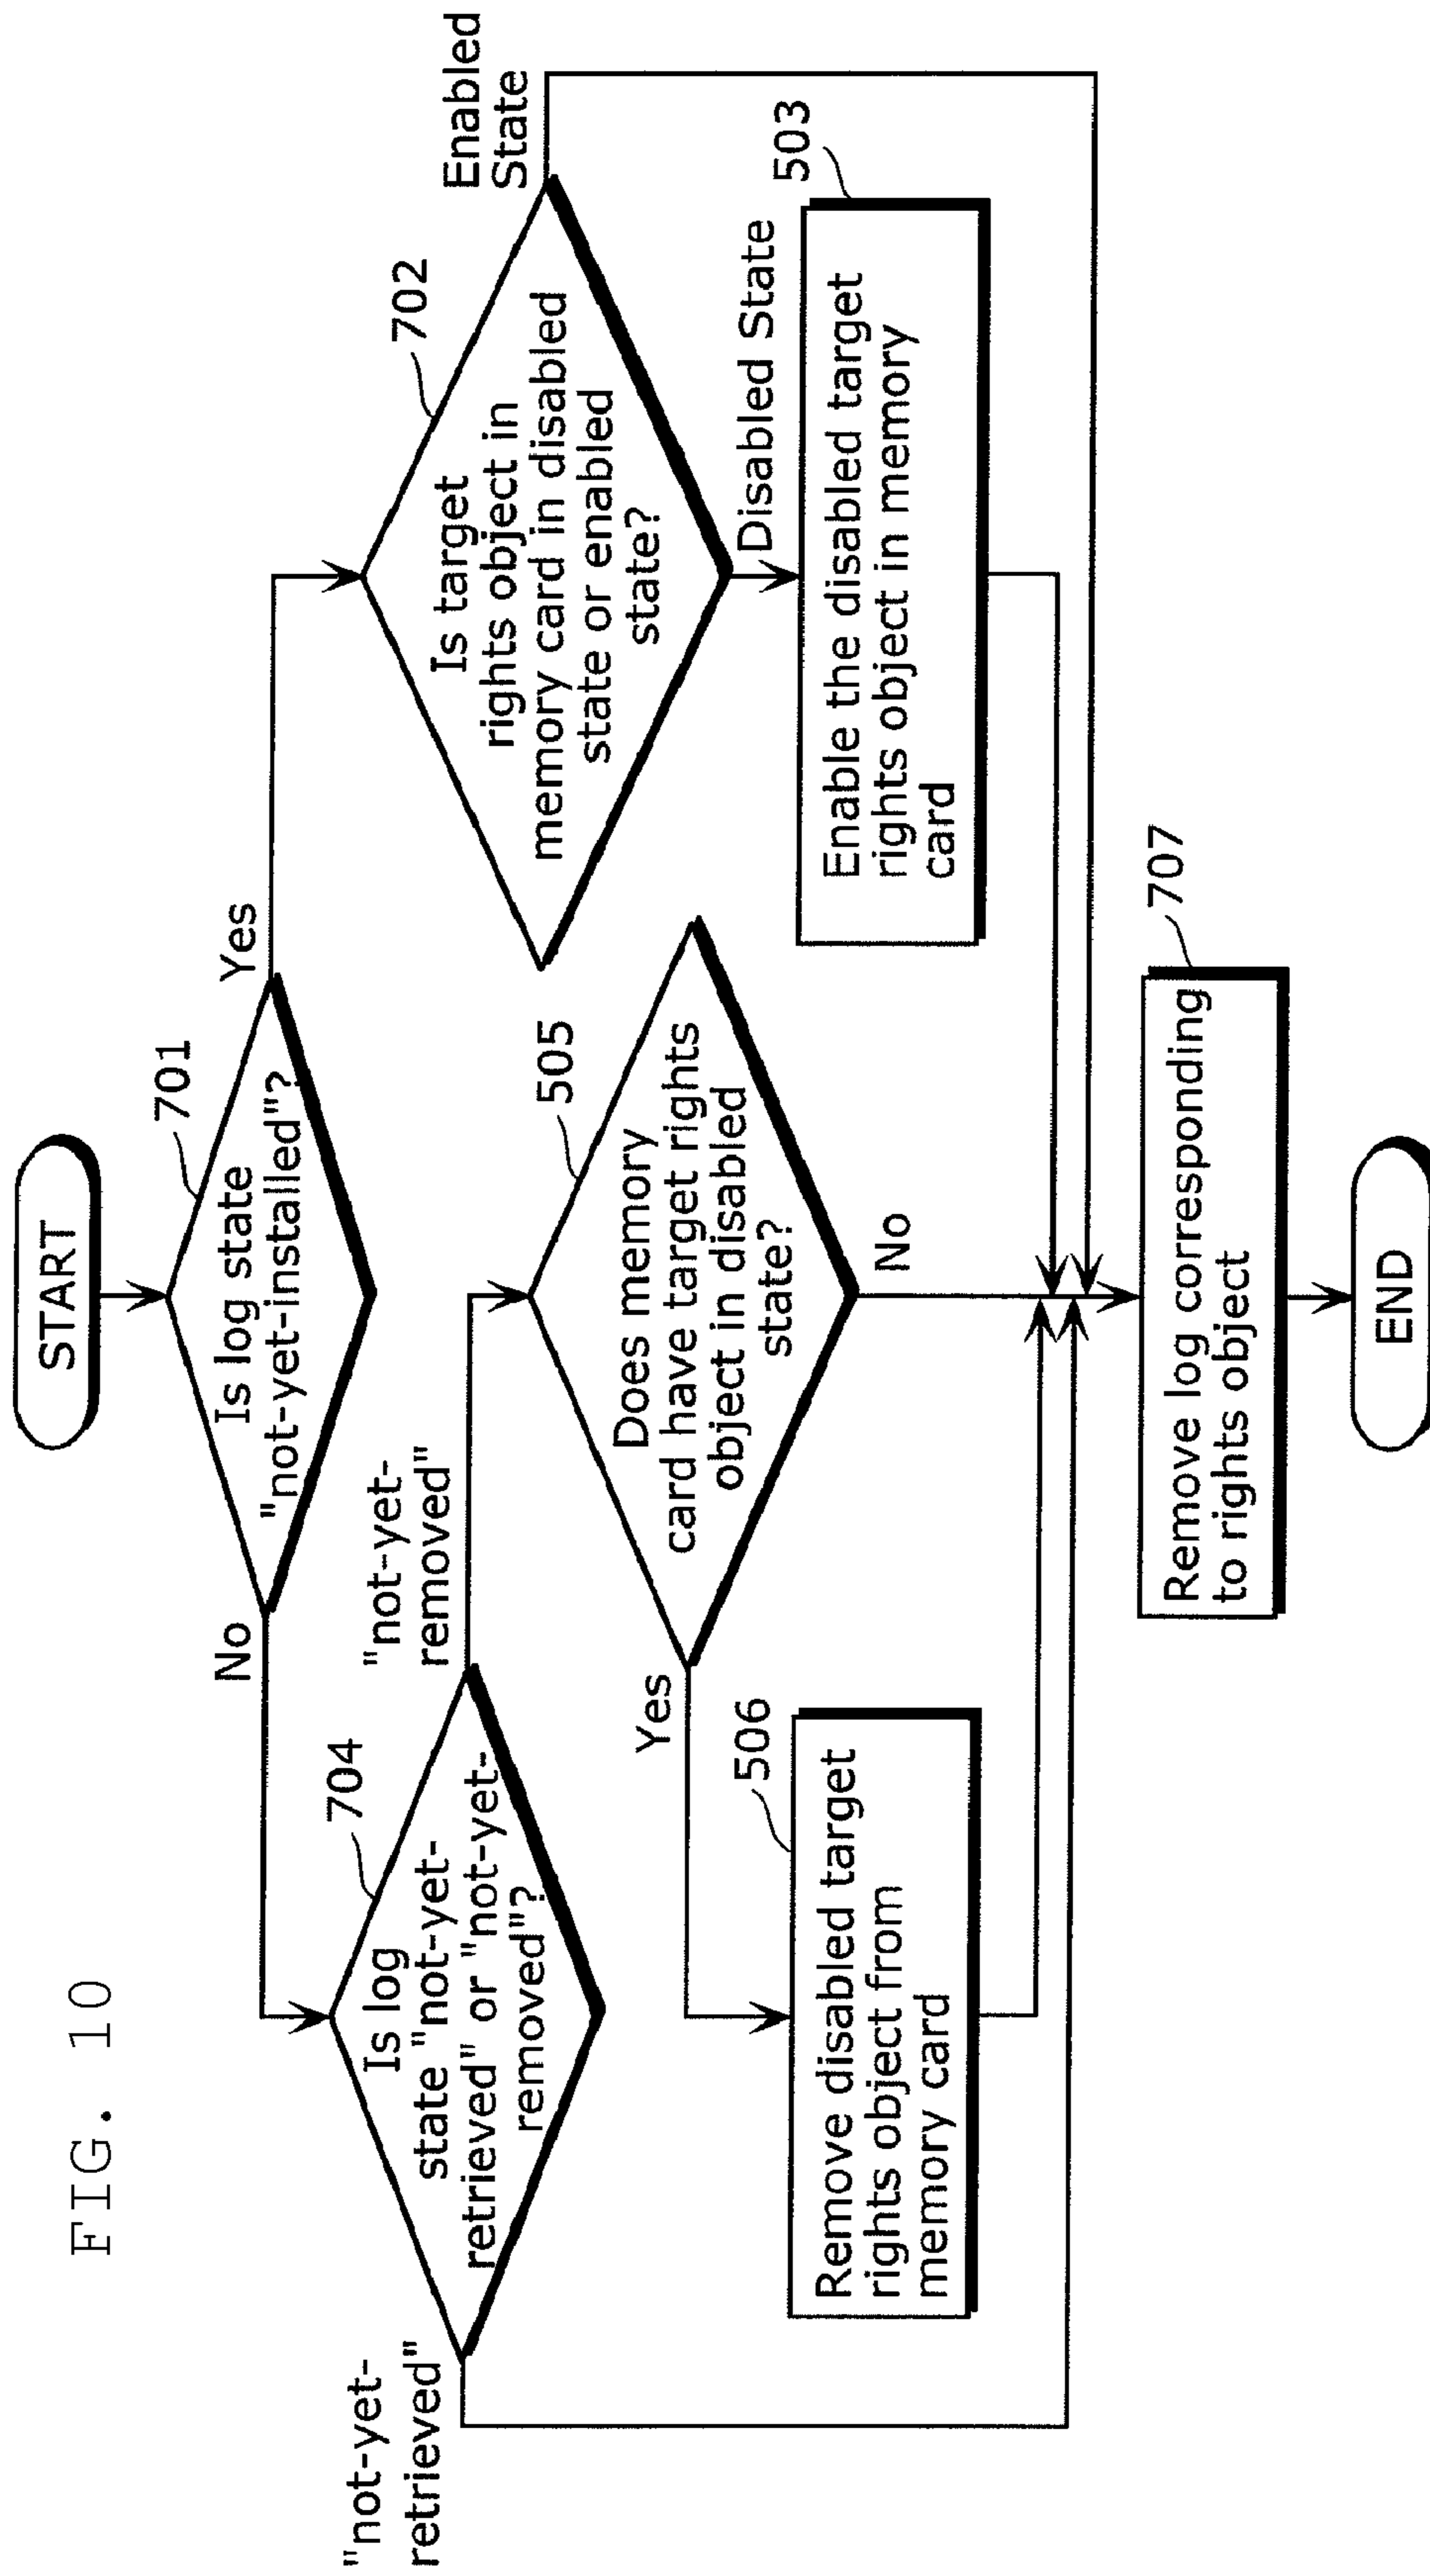 FIG. 10
START
701
Is log state
"not-yet-installed"?
No
Yes
704
Is log
state "not-yet-
retrieved" or "not-yet-
removed"?
"not-yet-
retrieved"
"not-yet-
removed"
702
Is target
rights object in
memory card in disabled
state or enabled
state?
Enabled
State
Disabled State
505
Does memory
card have target rights
object in disabled
state?
Yes
No
506
Remove disabled target
rights object from
memory card
503
Enable the disabled target
rights object in memory
card
707
Remove log corresponding
to rights object
END